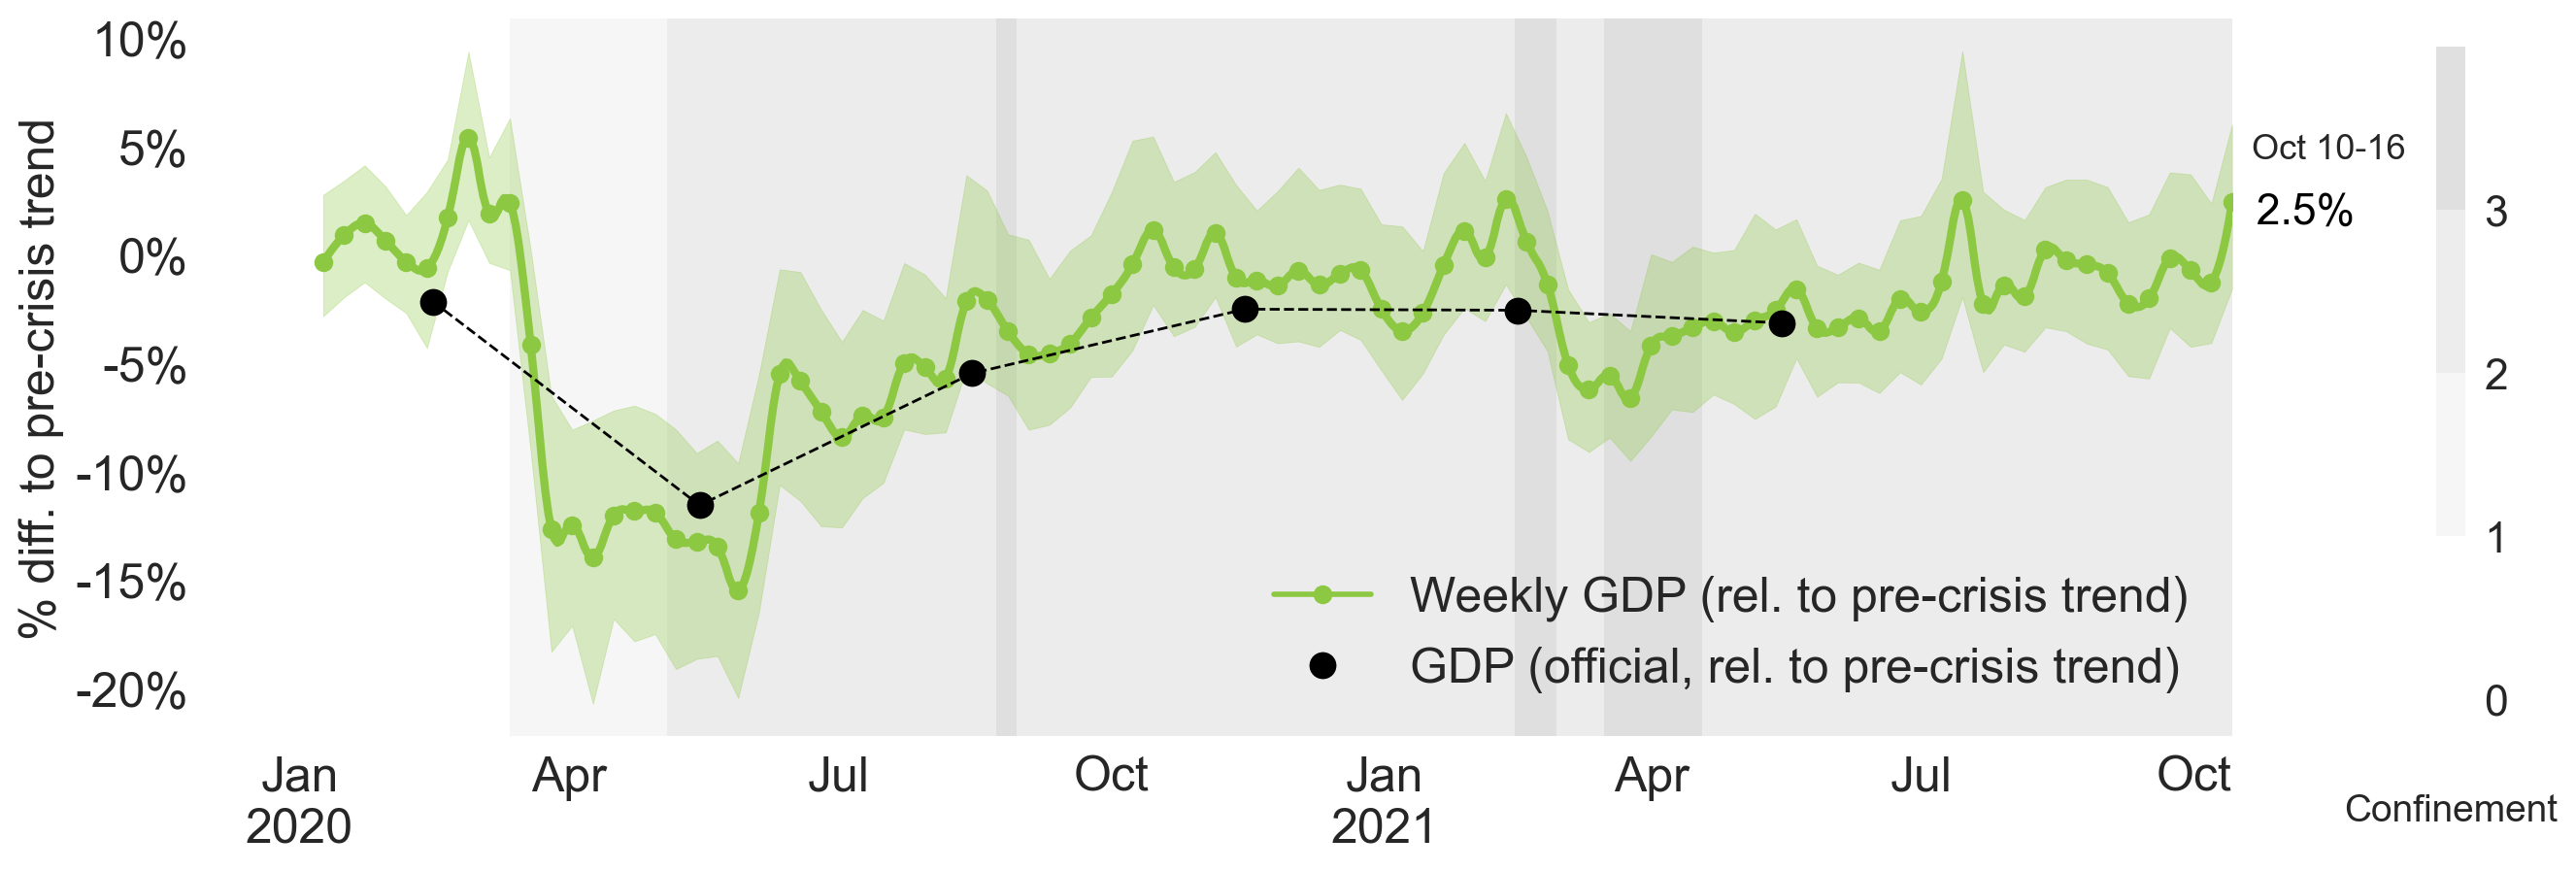 % diff. to pre-crisis trend
10%
5%
0%
-5%
-10%
-15%
-20%
Oct 10-16
2.5%
Weekly GDP (rel. to pre-crisis trend)
GDP (official, rel. to pre-crisis trend)
Jan Apr Jul Oct Jan Apr Jul Oct
2020 2021
3
2
1
0
Confinement